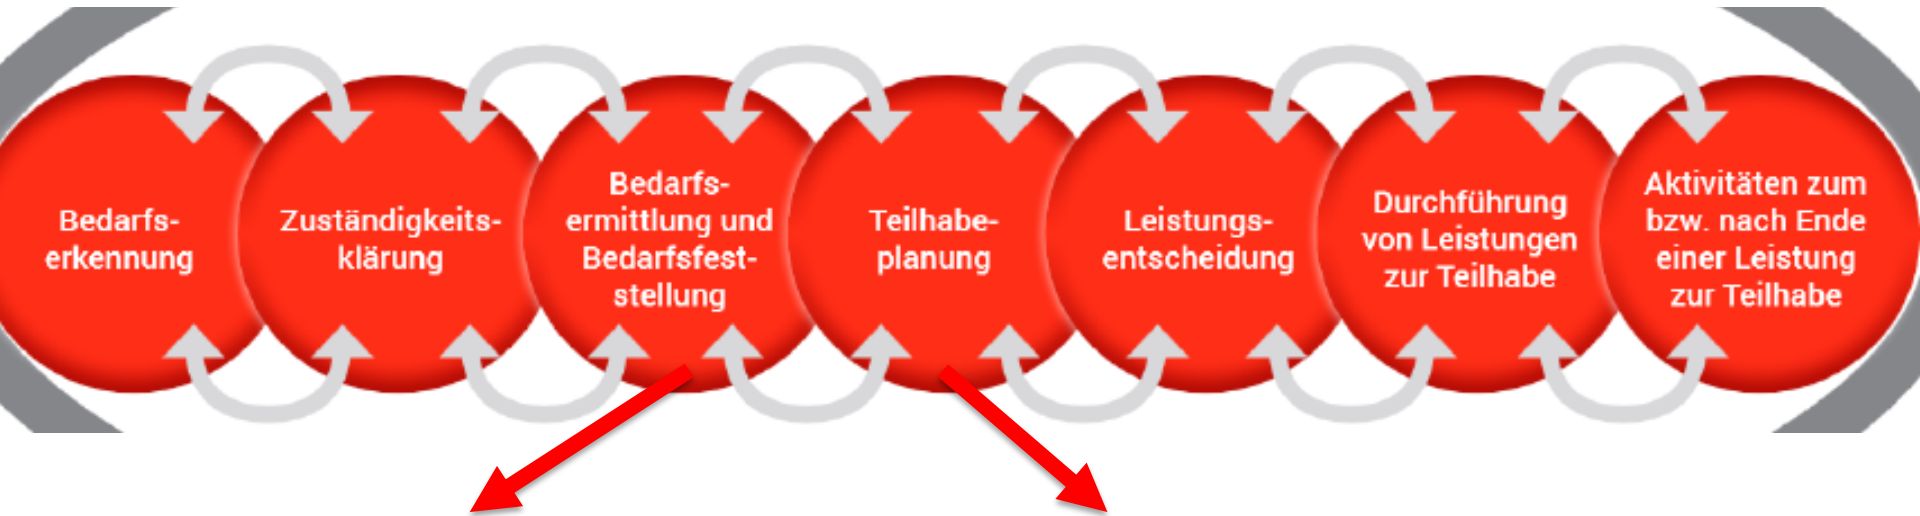 Bedarfs-
erkennung
Zuständigkeits-
klärung
Bedarfs-
ermittlung und
Bedarfsfest-
stellung
Teilhabe-
planung
Leistungs-
entscheidung
Durchführung
von Leistungen
zur Teilhabe
Aktivitäten zum
bzw. nach Ende
einer Leistung
zur Teilhabe